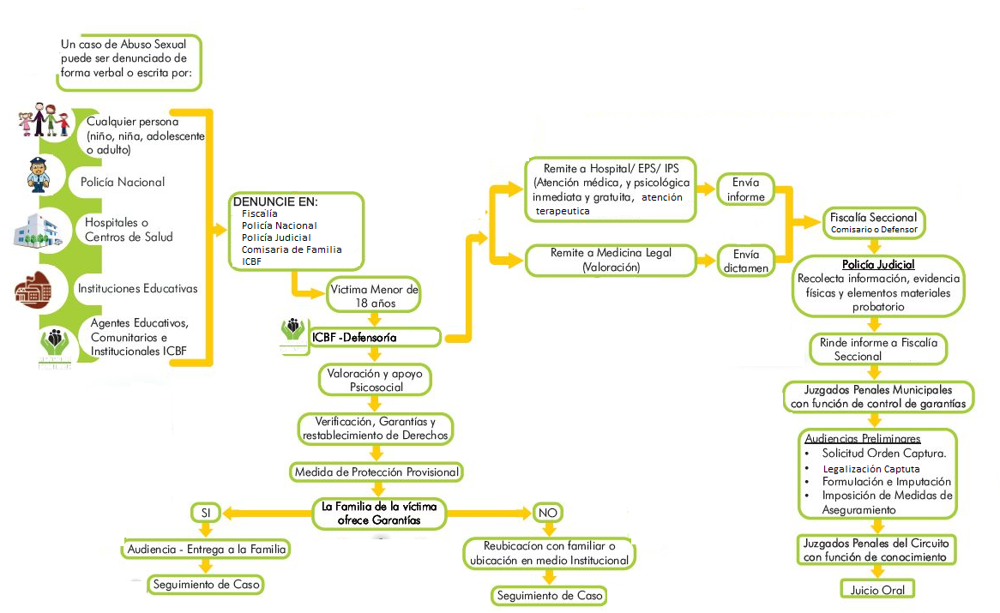 Un caso de Abuso Sexual
puede ser denunciado de
forma verbal o escrita por:
Cualquier persona
(niño, niña, adolescente
o adulto)
Policía Nacional
Hospitales o
Centros de Salud
Instituciones Educativas
Agentes Educativos,
Comunitarios e
Institucionales ICBF
DENUNCIE EN:
Fiscalía
Policía Nacional
Policía Judicial
Comisaria de Familia
ICBF
Victima Menor de
18 años
ICBF -Defensoría
Valoración y apoyo
Psicosocial
Verificación, Garantías y
restablecimiento de Derechos
Medida de Protección Provisional
La Familia de la víctima
ofrece Garantías
SI
Audiencia - Entrega a la Familia
Seguimiento de Caso
NO
Reubicacíon con familiar o
ubicación en medio Institucional
Seguimiento de Caso
Remite a Hospital/ EPS/ IPS
(Atención médica, y psicológica
inmediata y gratuita, atención
terapeutica
Envía
informe
Remite a Medicina Legal
(Valoración)
Envía
dictamen
Fiscalía Seccional
Comisario o Defensor
Policía Judicial
Recolecta información, evidencia
físicas y elementos materiales
probatorio
Rinde informe a Fiscalía
Seccional
Juzgados Penales Municipales
con función de control de garantías
Audiencias Preliminares
• Solicitud Orden Captura.
• Legalización Captuta
• Formulación e Imputación
• Imposición de Medidas de
Aseguramiento
Juzgados Penales del Circuito
con función de conocimiento
Juicio Oral